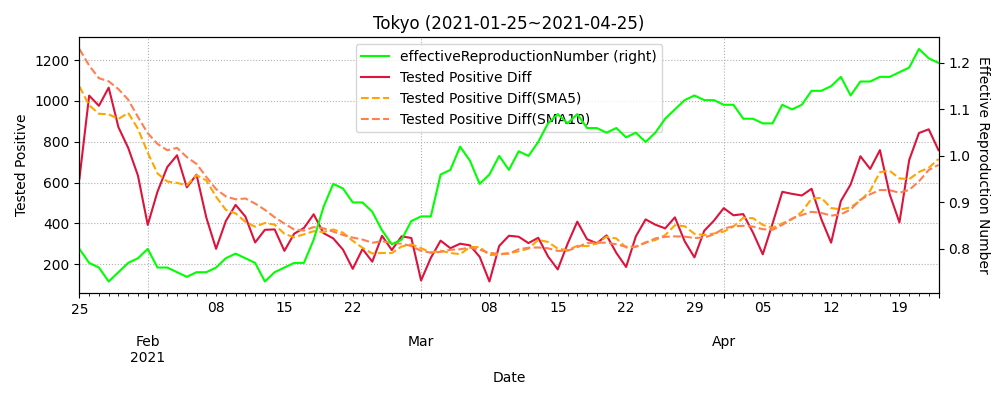 Tokyo (2021-01-25~2021-04-25)
effectiveReproductionNumber (right)
Tested Positive Diff
Tested Positive Diff(SMA5)
Tested Positive Diff(SMA20)
Tested Positive
1200
1000
800
600
400
200
1.2
1.1
1.0
0.9
0.8
Effective Reproduction Number
25 08 15 22 08 15 22 29 05 12 19
Feb Mar Apr
2021
Date